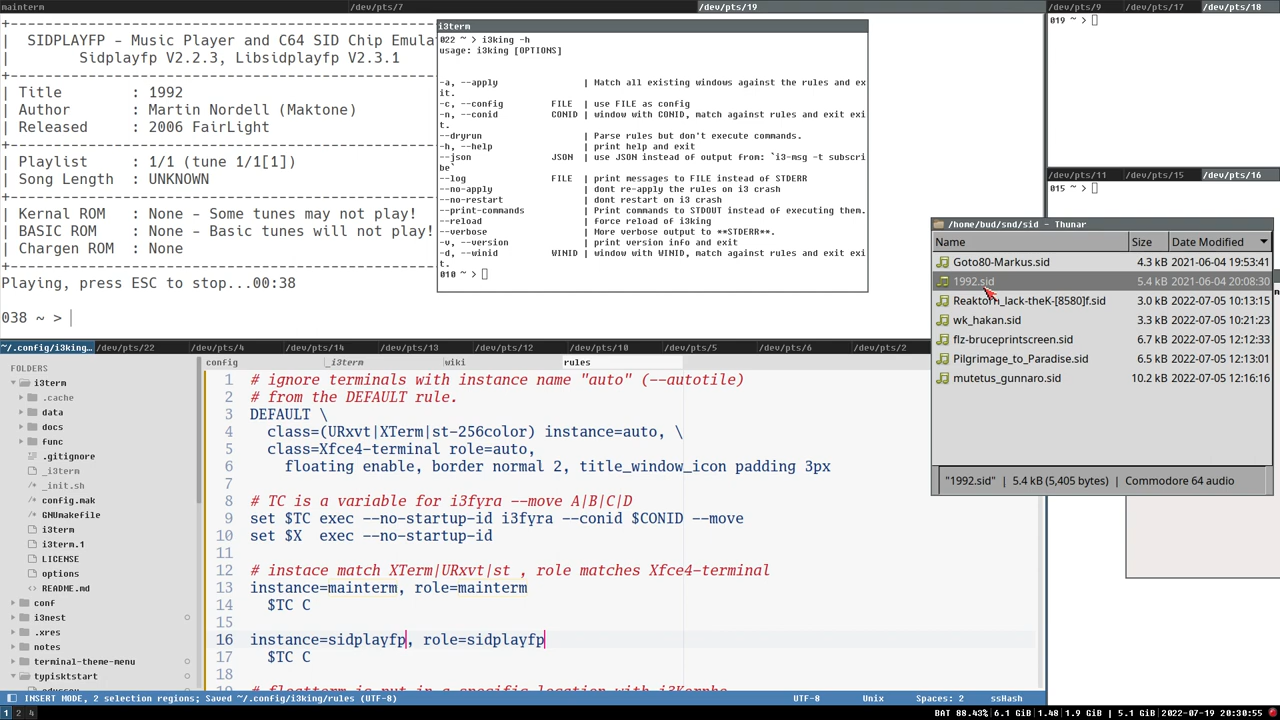 mainterm
/dev/pts/7
/dev/pts/19
+--------------------------------------------------
| SIDPLAYFP - Music Player and C64 SID Chip Emula
| Sidplayfp V2.2.3, Libsidplayfp V2.3.1
+--------------------------------------------------
| Title : 1992
| Author : Martin Nordell (Maktone)
| Released : 2006 FairLight
+--------------------------------------------------
| Playlist : 1/1 (tune 1/1[1])
| Song Length : UNKNOWN
+--------------------------------------------------
| Kernal ROM : None - Some tunes may not play!
| BASIC ROM : None - Basic tunes will not play!
| Chargen ROM : None
+--------------------------------------------------
Playing, press ESC to stop...00:38
038 ~ >
i3term
022 ~ > i3king -h
usage: i3king [OPTIONS]
-a, --apply | Match all existing windows against the rules and ex
it.
-c, --config FILE | use FILE as config
-n, --conid CONID | window with CONID, match against rules and exit exi
t.
--dryrun | Parse rules but don't execute commands.
-h, --help | print help and exit
--json JSON | use JSON instead of output from: `i3-msg -t subscri
be`
--log FILE | print messages to FILE instead of STDERR
--no-apply | dont re-apply the rules on i3 crash
--no-restart | dont restart on i3 crash
--print-commands | Print commands to STDOUT instead of executing them.
--reload | force reload of i3king
--verbose | More verbose output to **STDERR**.
-v, --version | print version info and exit
-d, --winid WINID | window with WINID, match against rules and exit exi
t.
010 ~ >
/dev/pts/9
/dev/pts/17
/dev/pts/18
019 ~ >
/dev/pts/11
/dev/pts/15
/dev/pts/16
015 ~ >
/home/bud/snd/sid - Thunar
Name Size Date Modified
Goto80-Markus.sid 4.3 kB 2021-06-04 19:53:41
1992.sid 5.4 kB 2021-06-04 20:08:30
Reaktorn_lack-theK-[8580]f.sid 3.0 kB 2022-07-05 10:13:15
wk_hakan.sid 3.3 kB 2022-07-05 10:21:23
flz-bruceprintscreen.sid 6.7 kB 2022-07-05 12:12:33
Pilgrimage_to_Paradise.sid 6.5 kB 2022-07-05 12:13:01
mutetus_gunnaro.sid 10.2 kB 2022-07-05 12:16:16
"1992.sid" | 5.4 kB (5,405 bytes) | Commodore 64 audio
~/.config/i3king…
/dev/pts/22
/dev/pts/4
/dev/pts/14
/dev/pts/13
/dev/pts/12
/dev/pts/10
/dev/pts/5
/dev/pts/6
/dev/pts/2
FOLDERS
i3term
.cache
data
docs
func
.gitignore
_i3term
_init.sh
config.mak
GNUmakefile
i3term
i3term.1
LICENSE
options
README.md
conf
i3nest
.xres
notes
terminal-theme-menu
typisktstart
config
_i3term
wiki
rules
1 # ignore terminals with instance name "auto" (--autotile)
2 # from the DEFAULT rule.
3 DEFAULT \
4 class=(URxvt|XTerm|st-256color) instance=auto, \
5 class=Xfce4-terminal role=auto,
6 floating enable, border normal 2, title_window_icon padding 3px
7
8 # TC is a variable for i3fyra --move A|B|C|D
9 set $TC exec --no-startup-id i3fyra --conid $CONID --move
10 set $X exec --no-startup-id
11
12 # instace match XTerm|URxvt|st , role matches Xfce4-terminal
13 instance=mainterm, role=mainterm
14 $TC C
15
16 instance=sidplayfp, role=sidplayfp
17 $TC C
18
INSERT MODE, 2 selection regions; Saved ~/.config/i3king/rules (UTF-8)
UTF-8
Unix
Spaces: 2
ssHash
1 2 4
BAT 88.43%|6.1 GiB|1.48|1.9 GiB| |5.1 GiB|2022-07-19 20:30:55